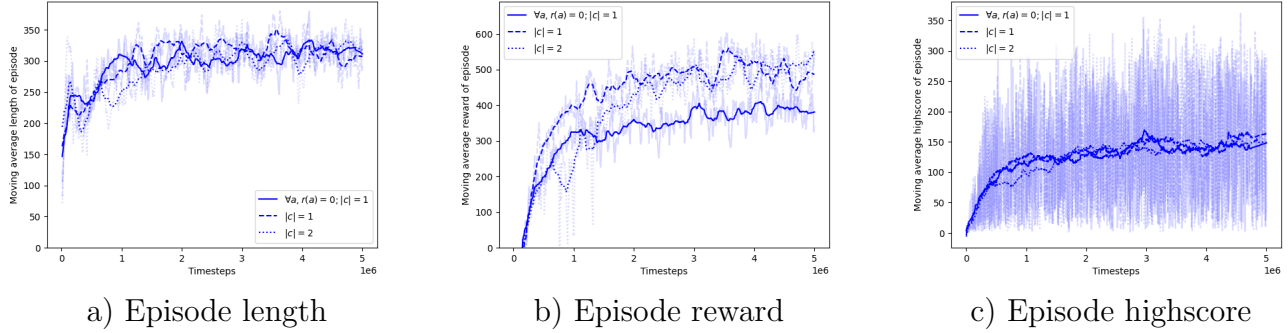 350
300
250
200
150
100
50
0
Moving average length of episode
∀a, r(a) = 0; |c| = 1
|c| = 1
|c| = 2
0 1 2 3 4 5
1e6
Timesteps
a) Episode length
600
500
400
300
200
100
0
Moving average reward of episode
∀a, r(a) = 0; |c| = 1
|c| = 1
|c| = 2
0 1 2 3 4 5
1e6
Timesteps
b) Episode reward
350
300
250
200
150
100
50
0
Moving average highscore of episode
∀a, r(a) = 0; |c| = 1
|c| = 1
|c| = 2
0 1 2 3 4 5
1e6
Timesteps
c) Episode highscore